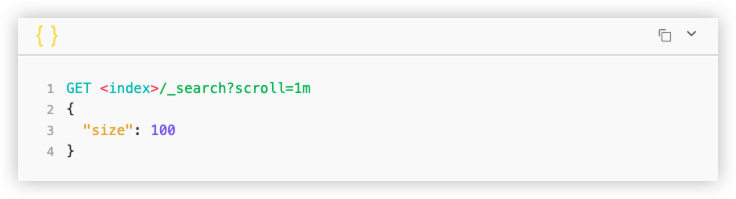 { }
1 GET <index>/_search?scroll=1m
2 {
3   "size": 100
4 }